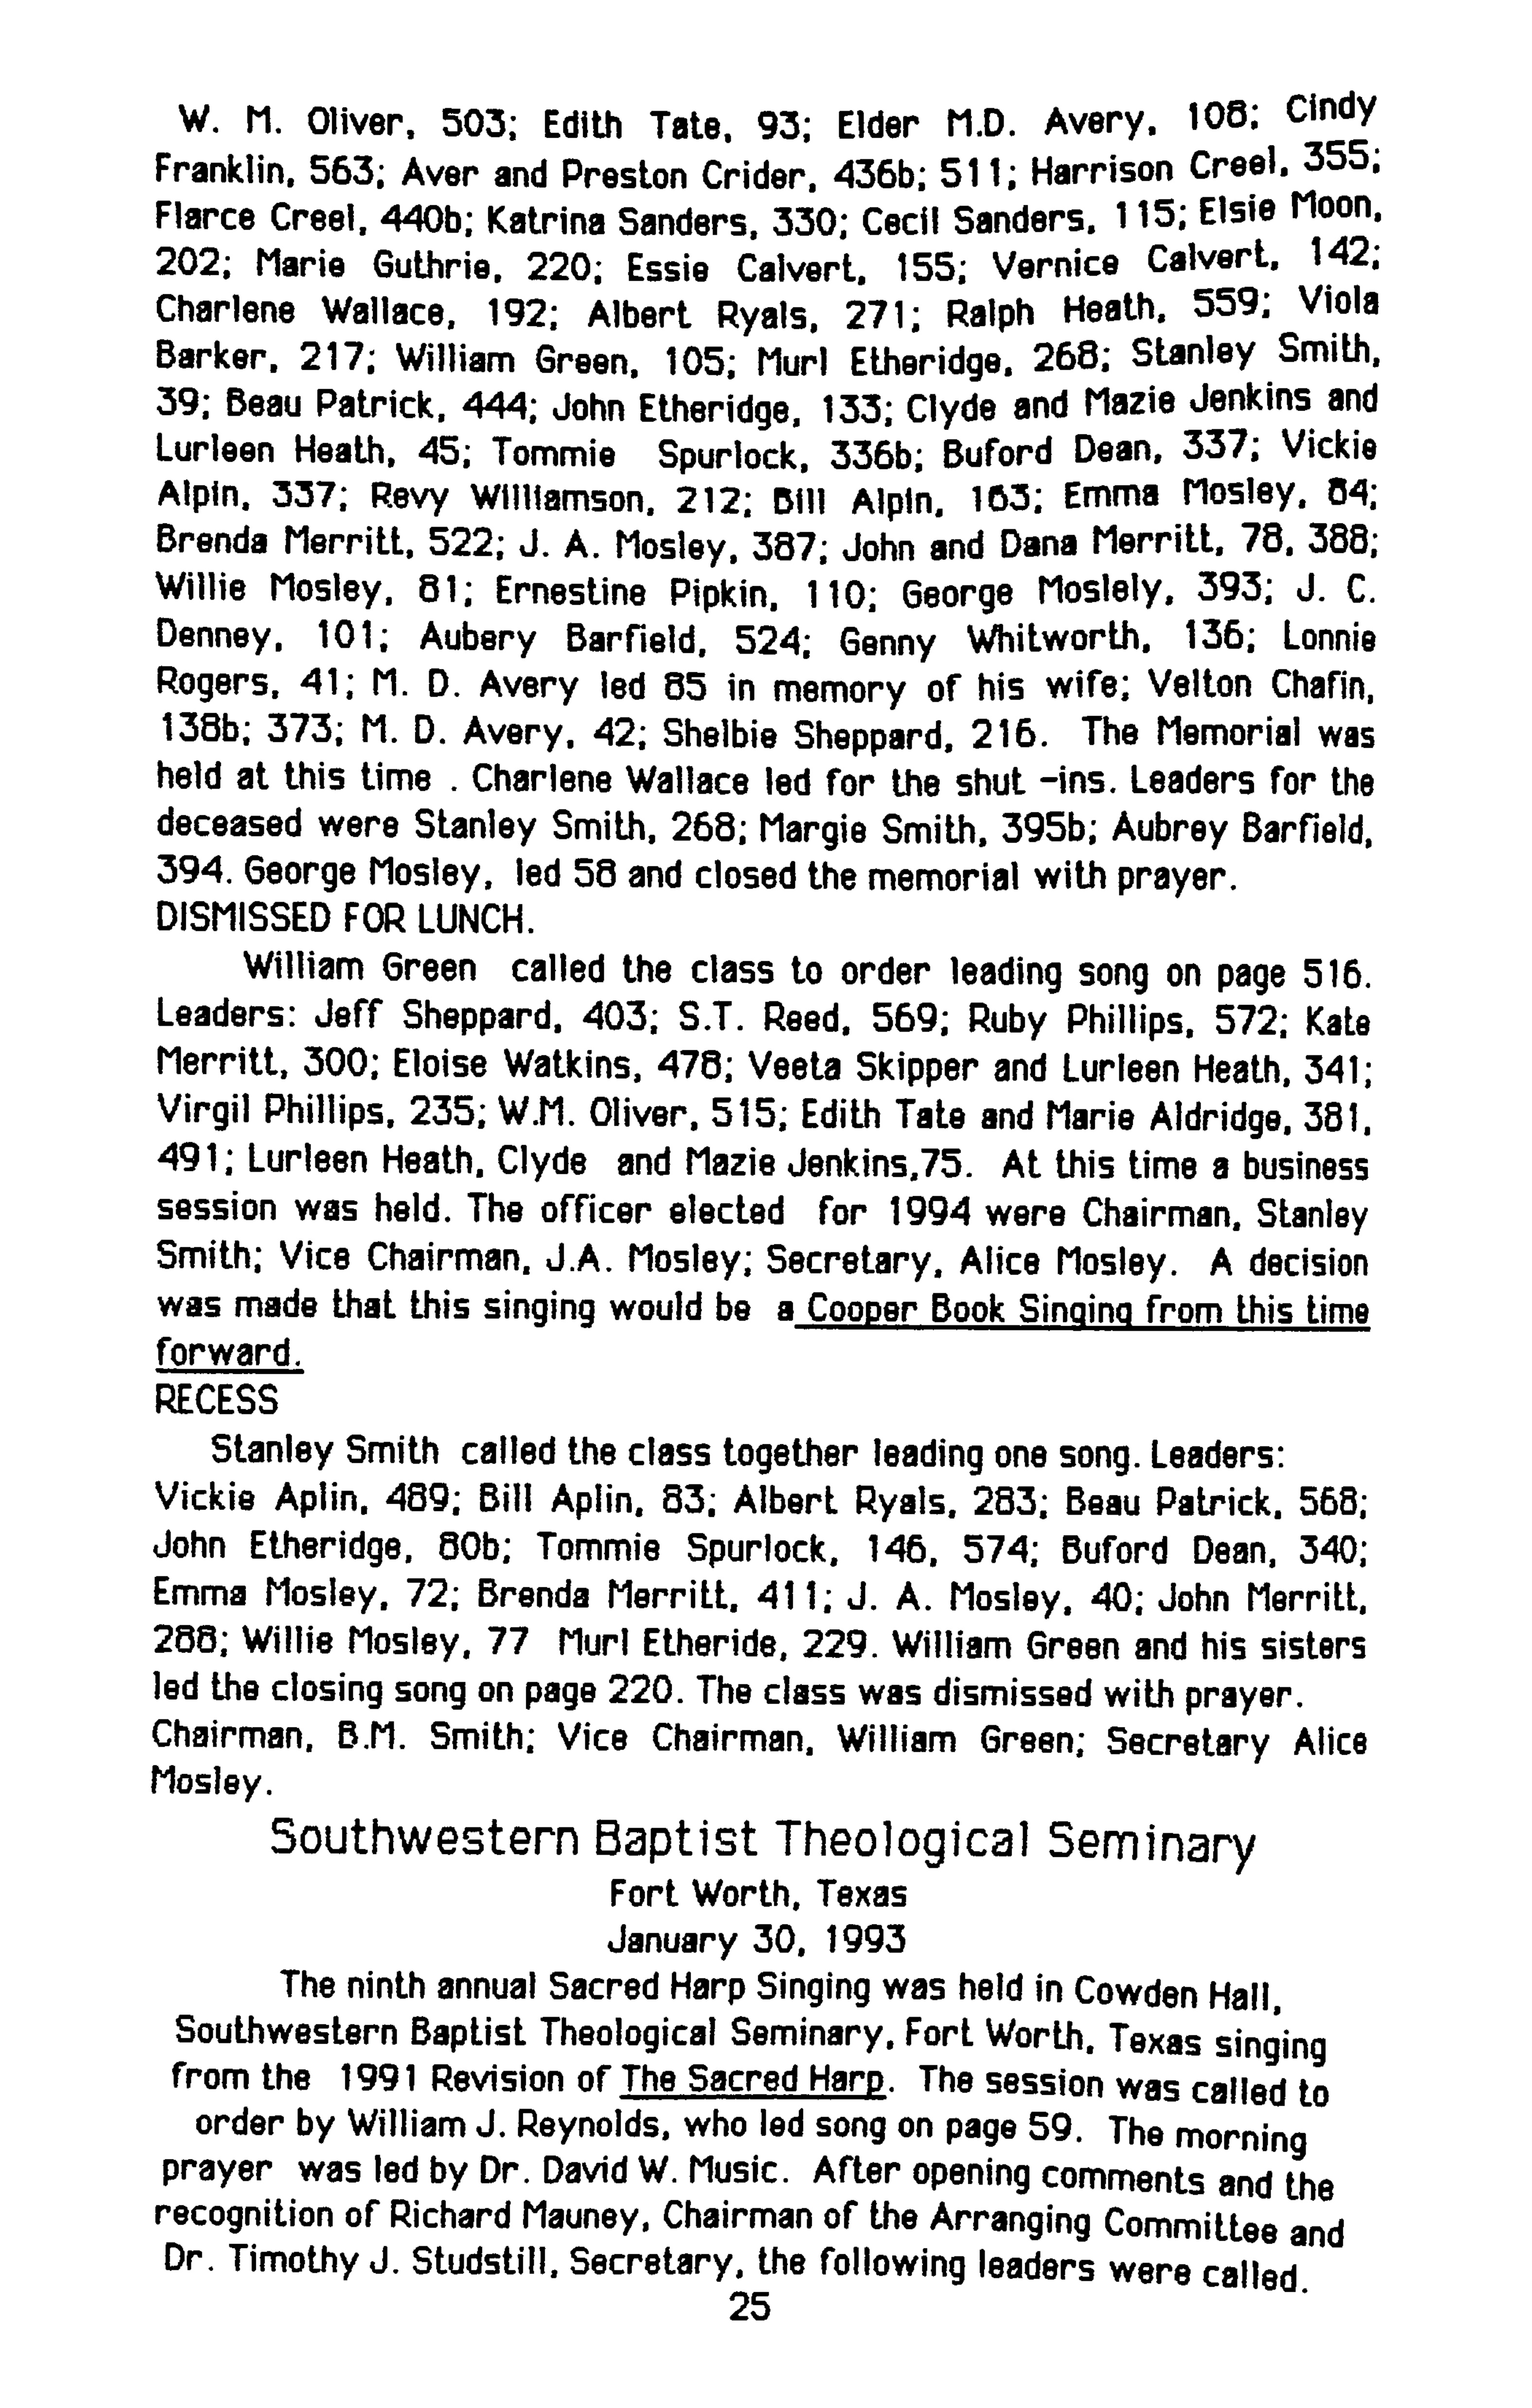 W. M. Oliver, 503; Edith Tate, 93; Elder M.D. Avery, 108; Cindy
Franklin, 563; Aver and Preston Crider, 436b; 511; Harrison Creel, 355;
Flarce Creel, 440b; Katrina Sanders, 330; Cecil Sanders, 115; Elsie Moon,
202; Marie Guthrie, 220; Essie Calvert, 155; Vernice Calvert, 142;
Charlene Wallace, 192; Albert Ryals, 271; Ralph Heath, 559; Viola
Barker, 217; William Green, 105; Murl Etheridge, 268; Stanley Smith,
39; Beau Patrick, 444; John Etheridge, 133; Clyde and Mazie Jenkins and
Lurleen Heath, 45; Tommie Spurlock, 336b; Buford Dean, 337; Vickie
Alpin, 337; Revy Williamson, 212; Bill Alpin, 163; Emma Mosley, 84;
Brenda Merritt, 522; J. A. Mosley, 387; John and Dana Merritt, 78, 388;
Willie Mosley, 81; Ernestine Pipkin, 110; George Moslely, 393; J. C.
Denney, 101; Aubery Barfield, 524; Genny Whitworth, 136; Lonnie
Rogers, 41; M. D. Avery led 85 in memory of his wife; Velton Chafin,
138b; 373; M. D. Avery, 42; Shelbie Sheppard, 216. The Memorial was
held at this time . Charlene Wallace led for the shut -ins. Leaders for the
deceased were Stanley Smith, 268; Margie Smith, 395b; Aubrey Barfield,
394. George Mosley, led 58 and closed the memorial with prayer.
DISMISSED FOR LUNCH.
William Green called the class to order leading song on page 516.
Leaders: Jeff Sheppard, 403; S.T. Reed, 569; Ruby Phillips, 572; Kate
Merritt, 300; Eloise Watkins, 478; Veeta Skipper and Lurleen Heath, 341;
Virgil Phillips, 235; W.M. Oliver, 515; Edith Tate and Marie Aldridge, 381,
491; Lurleen Heath, Clyde and Mazie Jenkins,75. At this time a business
session was held. The officer elected for 1994 were Chairman, Stanley
Smith; Vice Chairman, J.A. Mosley; Secretary, Alice Mosley. A decision
was made that this singing would be a Cooper Book Singing from this time
forward.
RECESS
Stanley Smith called the class together leading one song. Leaders:
Vickie Aplin, 489; Bill Aplin, 83; Albert Ryals, 283; Beau Patrick, 568;
John Etheridge, 80b; Tommie Spurlock, 146, 574; Buford Dean, 340;
Emma Mosley, 72; Brenda Merritt, 411; J. A. Mosley, 40; John Merritt,
288; Willie Mosley, 77 Murl Etheride, 229. William Green and his sisters
led the closing song on page 220. The class was dismissed with prayer.
Chairman, B.M. Smith; Vice Chairman, William Green; Secretary Alice
Mosley.
Southwestern Baptist Theological Seminary
Fort Worth, Texas
January 30, 1993
The ninth annual Sacred Harp Singing was held in Cowden Hall,
Southwestern Baptist Theological Seminary, Fort Worth, Texas singing
from the 1991 Revision of The Sacred Harp. The session was called to
order by William J. Reynolds, who led song on page 59. The morning
prayer was led by Dr. David W. Music. After opening comments and the
recognition of Richard Mauney, Chairman of the Arranging Committee and
Dr. Timothy J. Studstill, Secretary, the following leaders were called.
25